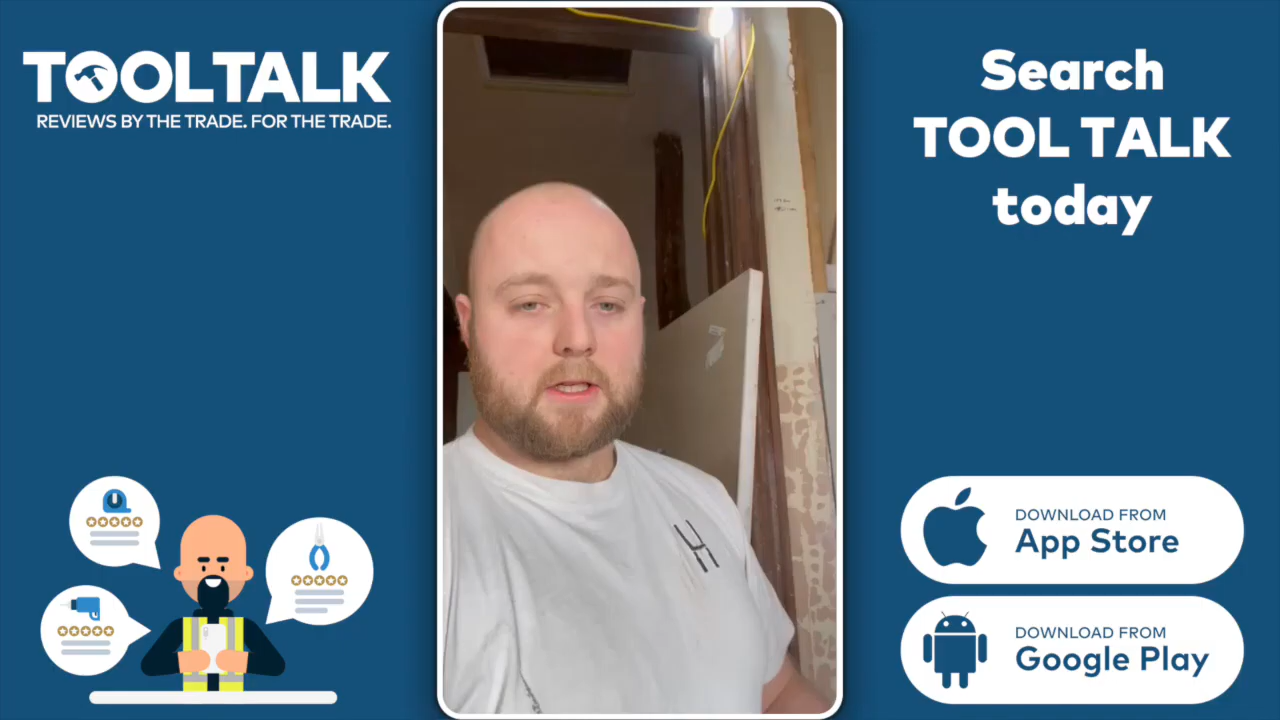 TOOLTALK
REVIEWS BY THE TRADE. FOR THE TRADE.
Search
TOOL TALK
today
DOWNLOAD FROM
App Store
DOWNLOAD FROM
Google Play